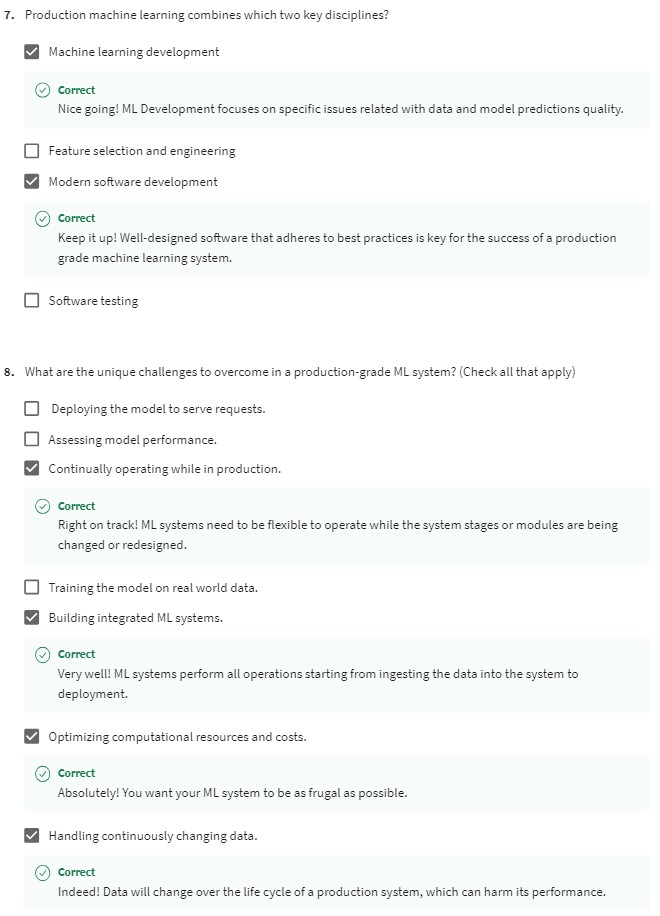 7. Production machine learning combines which two key disciplines?
Machine learning development
Correct
Nice going! ML Development focuses on specific issues related with data and model predictions quality.
Feature selection and engineering
Modern software development
Correct
Keep it up! Well-designed software that adheres to best practices is key for the success of a production
grade machine learning system.
Software testing
8. What are the unique challenges to overcome in a production-grade ML system? (Check all that apply)
Deploying the model to serve requests.
Assessing model performance.
Continually operating while in production.
Correct
Right on track! ML systems need to be flexible to operate while the system stages or modules are being
changed or redesigned.
Training the model on real world data.
Building integrated ML systems.
Correct
Very well! ML systems perform all operations starting from ingesting the data into the system to
deployment.
Optimizing computational resources and costs.
Correct
Absolutely! You want your ML system to be as frugal as possible.
Handling continuously changing data.
Correct
Indeed! Data will change over the life cycle of a production system, which can harm its performance.